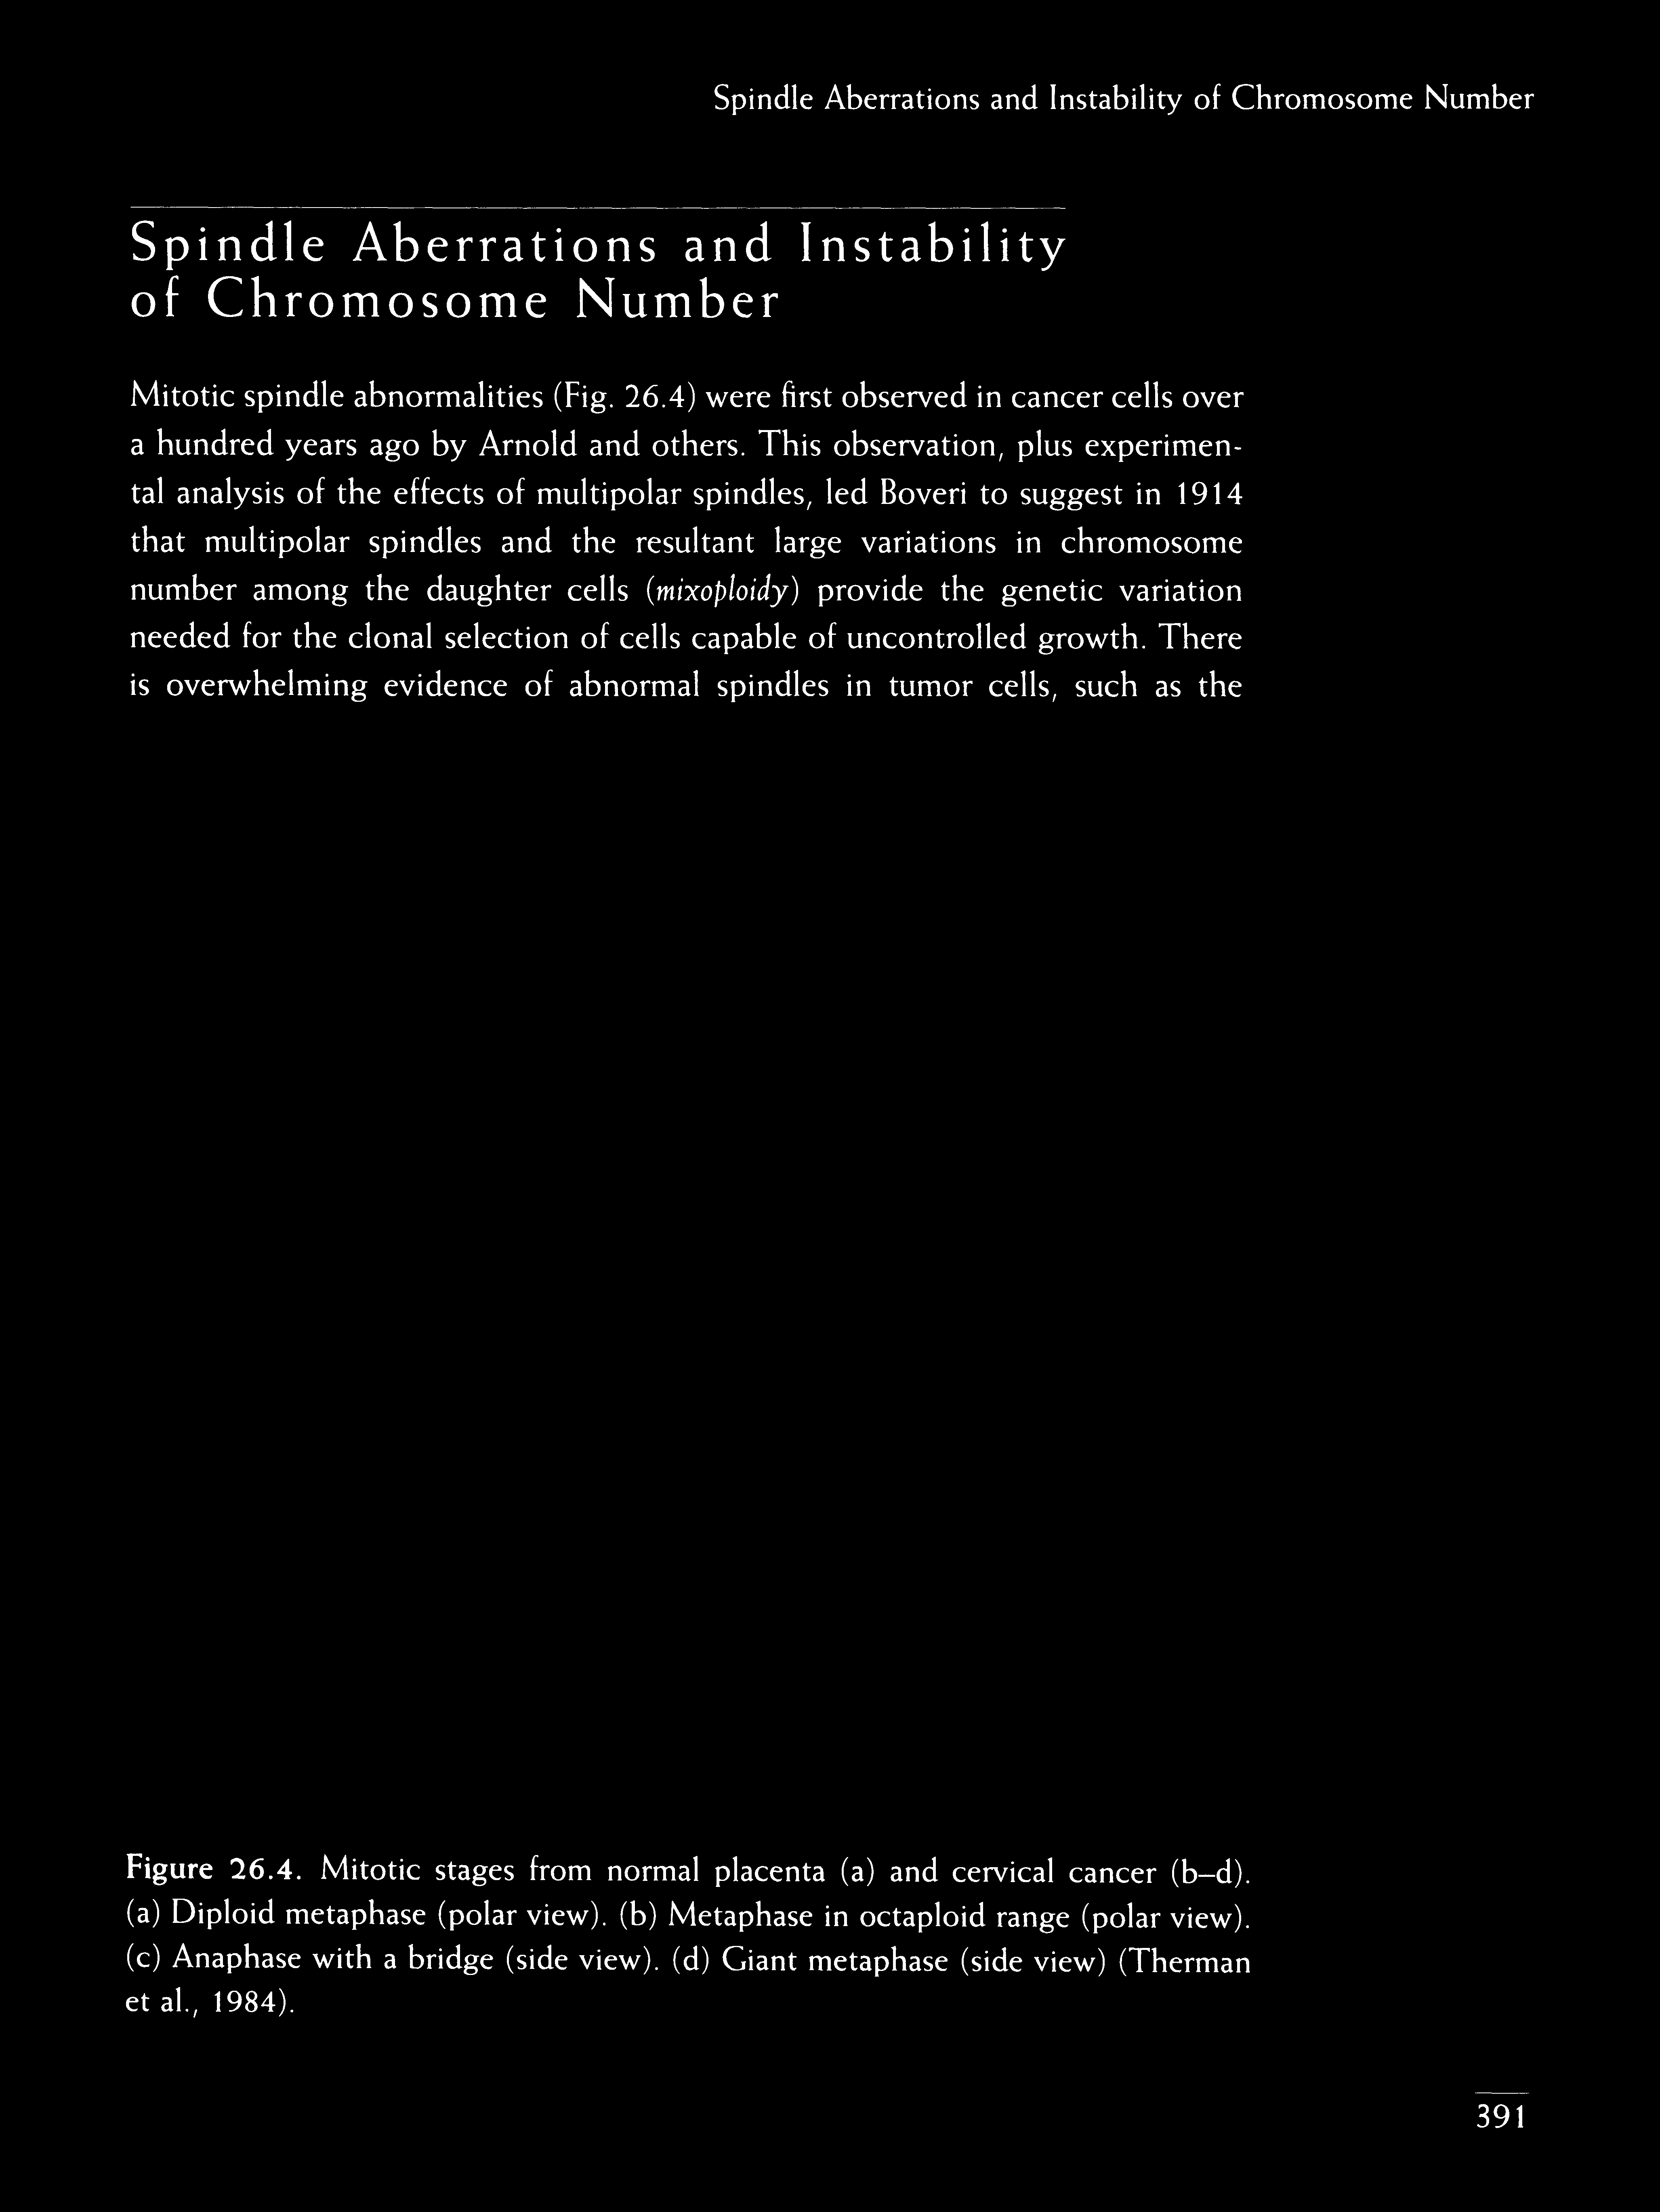 Spindle Aberrations and Instability of Chromosome Number
Spindle Aberrations and Instability
of Chromosome Number
Mitotic spindle abnormalities (Fig. 26.4) were first observed in cancer cells over
a hundred years ago by Arnold and others. This observation, plus experimen-
tal analysis of the effects of multipolar spindles, led Boveri to suggest in 1914
that multipolar spindles and the resultant large variations in chromosome
number among the daughter cells (mixoploidy) provide the genetic variation
needed for the clonal selection of cells capable of uncontrolled growth. There
is overwhelming evidence of abnormal spindles in tumor cells, such as the
Figure 26.4. Mitotic stages from normal placenta (a) and cervical cancer (b–d).
(a) Diploid metaphase (polar view). (b) Metaphase in octaploid range (polar view).
(c) Anaphase with a bridge (side view). (d) Giant metaphase (side view) (Therman
et al., 1984).
391